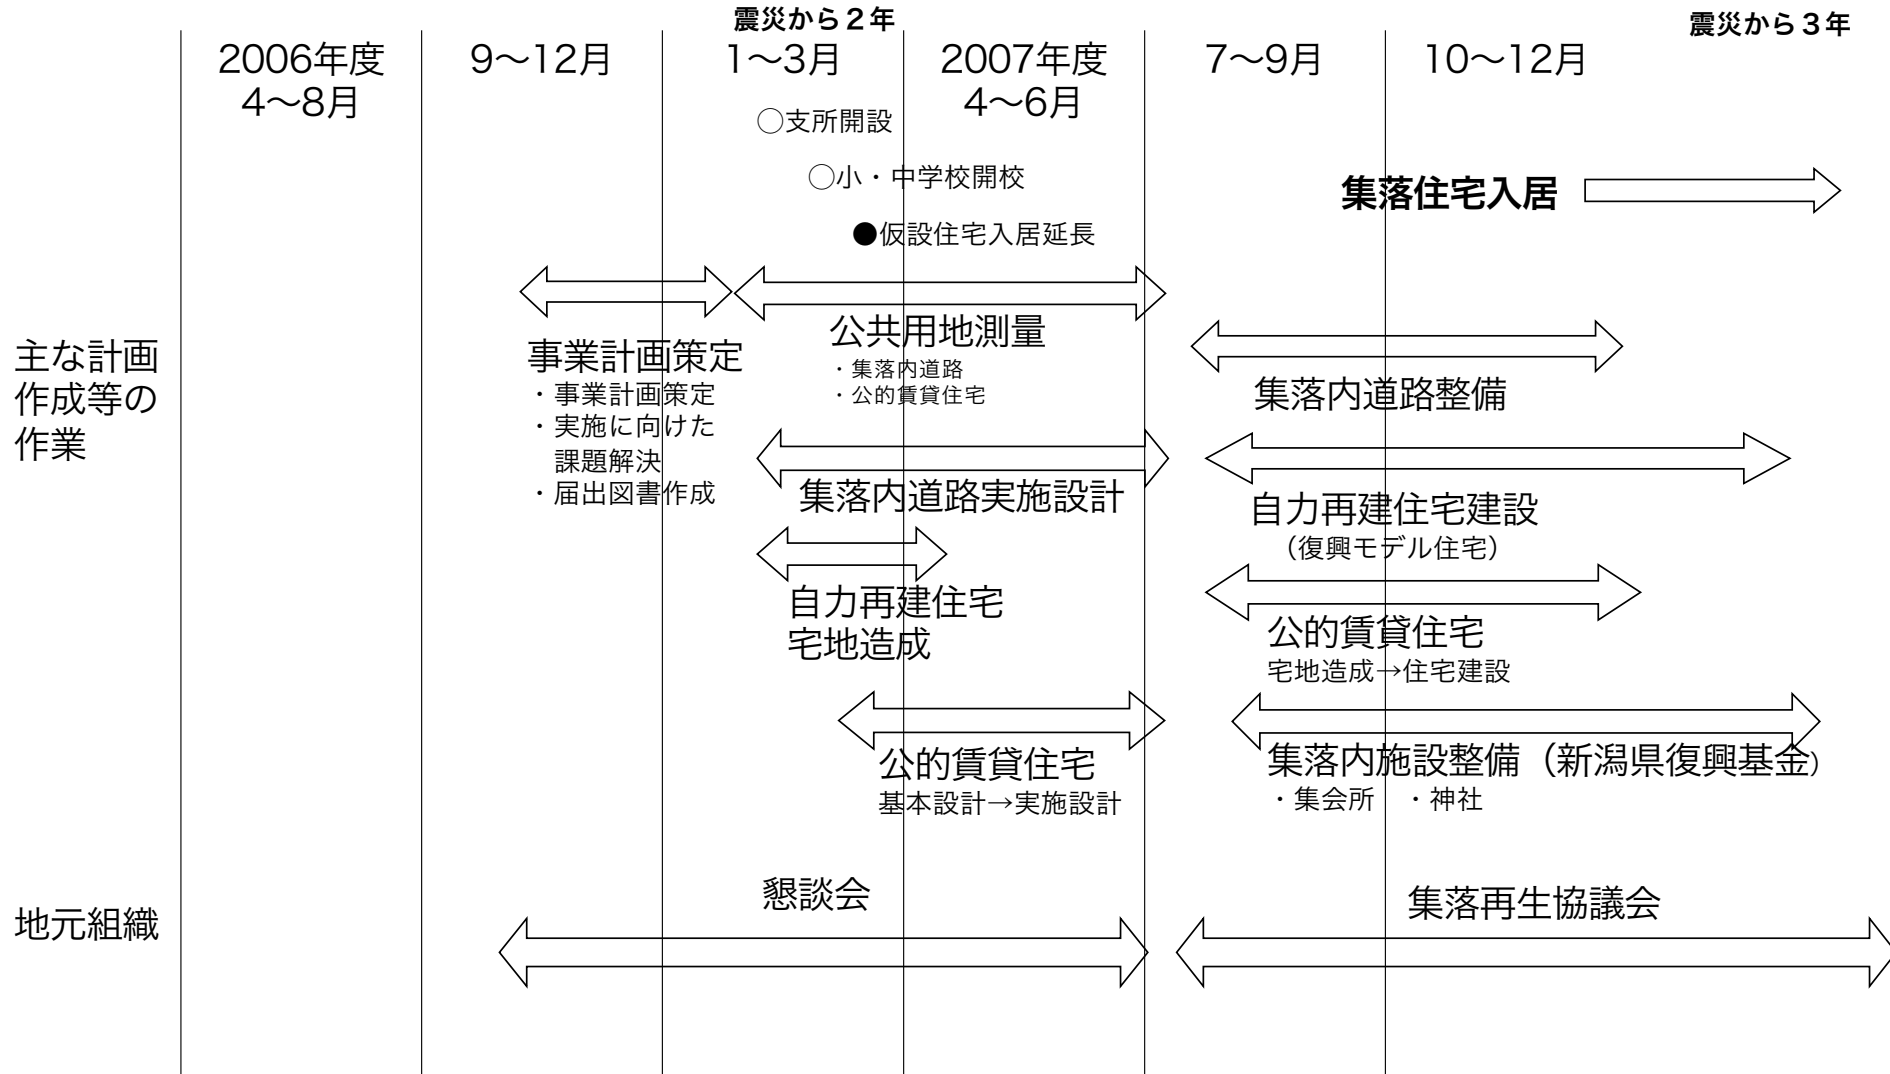 震災から２年
震災から３年
2006年度
4〜8月
9〜12月
1〜3月
2007年度
4〜6月
7〜9月
10〜12月
○支所開設
○小・中学校開校
●仮設住宅入居延長
集落住宅入居
主な計画
作成等の
作業
事業計画策定
・事業計画策定
・実施に向けた
課題解決
・届出図書作成
公共用地測量
・集落内道路
・公的賃貸住宅
集落内道路実施設計
自力再建住宅
宅地造成
公的賃貸住宅
基本設計→実施設計
集落内道路整備
自力再建住宅建設
（復興モデル住宅）
公的賃貸住宅
宅地造成→住宅建設
集落内施設整備（新潟県復興基金）
・集会所　・神社
地元組織
懇談会
集落再生協議会